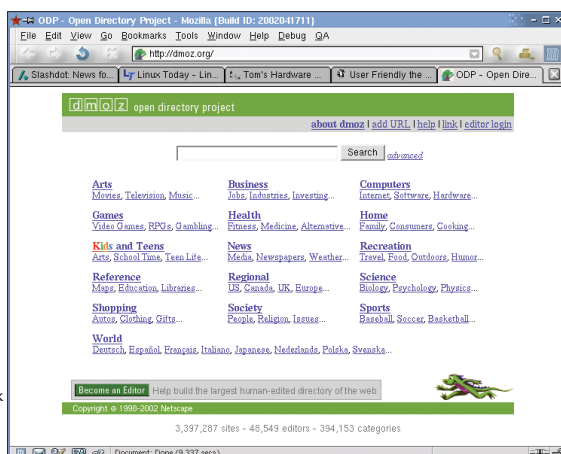 ODP - Open Directory Project - Mozilla {Build ID: 2002041711}
File Edit View Go Bookmarks Tools Window Help Debug QA
http://dmoz.org/
Slashdot: News fo... Linux Today - Lin... Tom's Hardware ... User Friendly the ... ODP - Open Dire...
dmoz open directory project
about dmoz | add URL | help | link | editor login
Search advanced
Arts Business Computers
Movies, Television, Music... Jobs, Industries, Investing... Internet, Software, Hardware...
Games Health Home
Video Games, RPGs, Gambling... Fitness, Medicine, Alternative... Family, Consumers, Cooking...
Kids and Teens News Recreation
Arts, School Time, Teen Life... Media, Newspapers, Weather... Travel, Food, Outdoors, Humor...
Reference Regional Science
Maps, Education, Libraries... US, Canada, UK, Europe... Biology, Psychology, Physics...
Shopping Society Sports
Autos, Clothing, Gifts... People, Religion, Issues... Baseball, Soccer, Basketball...
World
Deutsch, Español, Français, Italiano, Japanese, Nederlands, Polska, Svenska...
Become an Editor Help build the largest human-edited directory of the web
Copyright © 1998-2002 Netscape
3,397,287 sites - 48,549 editors - 394,153 categories
Document: Done (9.337 secs)